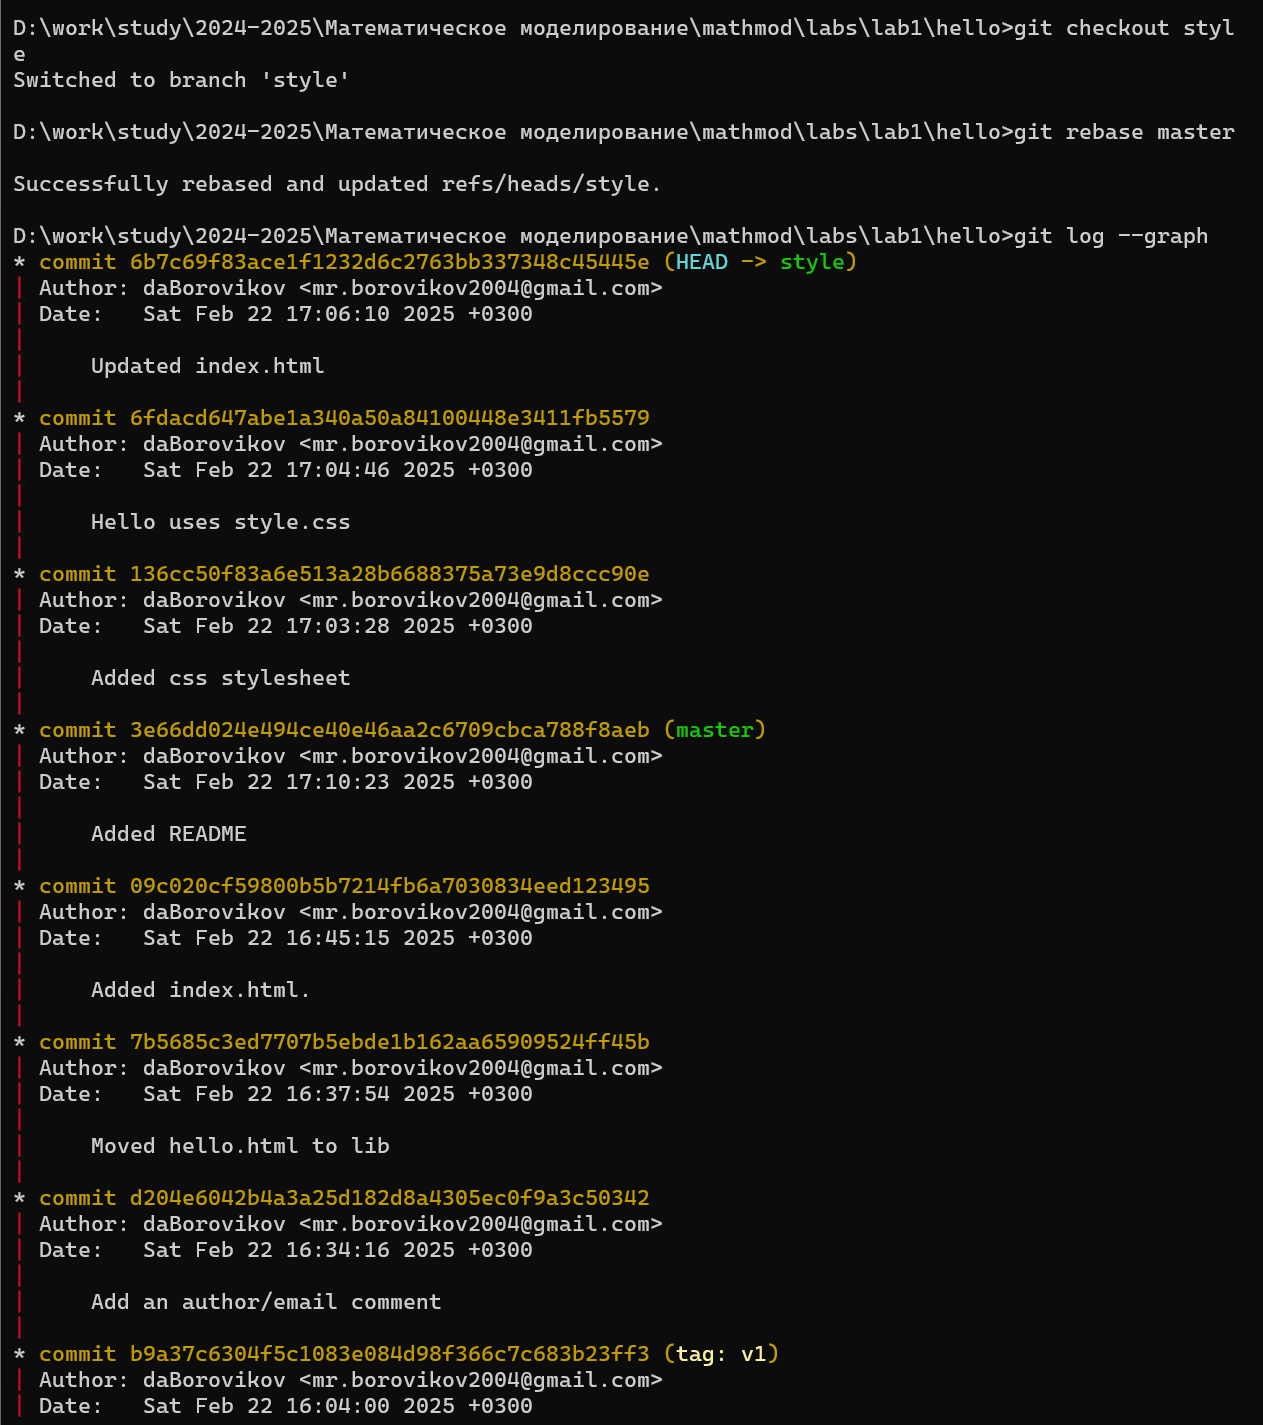 D:\work\study\2024-2025\Математическое моделирование\mathmod\labs\lab1\hello>git checkout styl
e
Switched to branch 'style'
D:\work\study\2024-2025\Математическое моделирование\mathmod\labs\lab1\hello>git rebase master
Successfully rebased and updated refs/heads/style.
D:\work\study\2024-2025\Математическое моделирование\mathmod\labs\lab1\hello>git log --graph
* commit 6b7c69f83ace1f1232d6c2763bb337348c45445e (HEAD -> style)
| Author: daBorovikov <mr.borovikov2004@gmail.com>
| Date:   Sat Feb 22 17:06:10 2025 +0300
|
|     Updated index.html
|
* commit 6fdacd647abe1a340a50a84100448e3411fb5579
| Author: daBorovikov <mr.borovikov2004@gmail.com>
| Date:   Sat Feb 22 17:04:46 2025 +0300
|
|     Hello uses style.css
|
* commit 136cc50f83a6e513a28b6688375a73e9d8ccc90e
| Author: daBorovikov <mr.borovikov2004@gmail.com>
| Date:   Sat Feb 22 17:03:28 2025 +0300
|
|     Added css stylesheet
|
* commit 3e66dd024e494ce40e46aa2c6709cbca788f8aeb (master)
| Author: daBorovikov <mr.borovikov2004@gmail.com>
| Date:   Sat Feb 22 17:10:23 2025 +0300
|
|     Added README
|
* commit 09c020cf59800b5b7214fb6a7030834eed123495
| Author: daBorovikov <mr.borovikov2004@gmail.com>
| Date:   Sat Feb 22 16:45:15 2025 +0300
|
|     Added index.html.
|
* commit 7b5685c3ed7707b5ebde1b162aa65909524ff45b
| Author: daBorovikov <mr.borovikov2004@gmail.com>
| Date:   Sat Feb 22 16:37:54 2025 +0300
|
|     Moved hello.html to lib
|
* commit d204e6042b4a3a25d182d8a4305ec0f9a3c50342
| Author: daBorovikov <mr.borovikov2004@gmail.com>
| Date:   Sat Feb 22 16:34:16 2025 +0300
|
|     Add an author/email comment
|
* commit b9a37c6304f5c1083e084d98f366c7c683b23ff3 (tag: v1)
| Author: daBorovikov <mr.borovikov2004@gmail.com>
| Date:   Sat Feb 22 16:04:00 2025 +0300